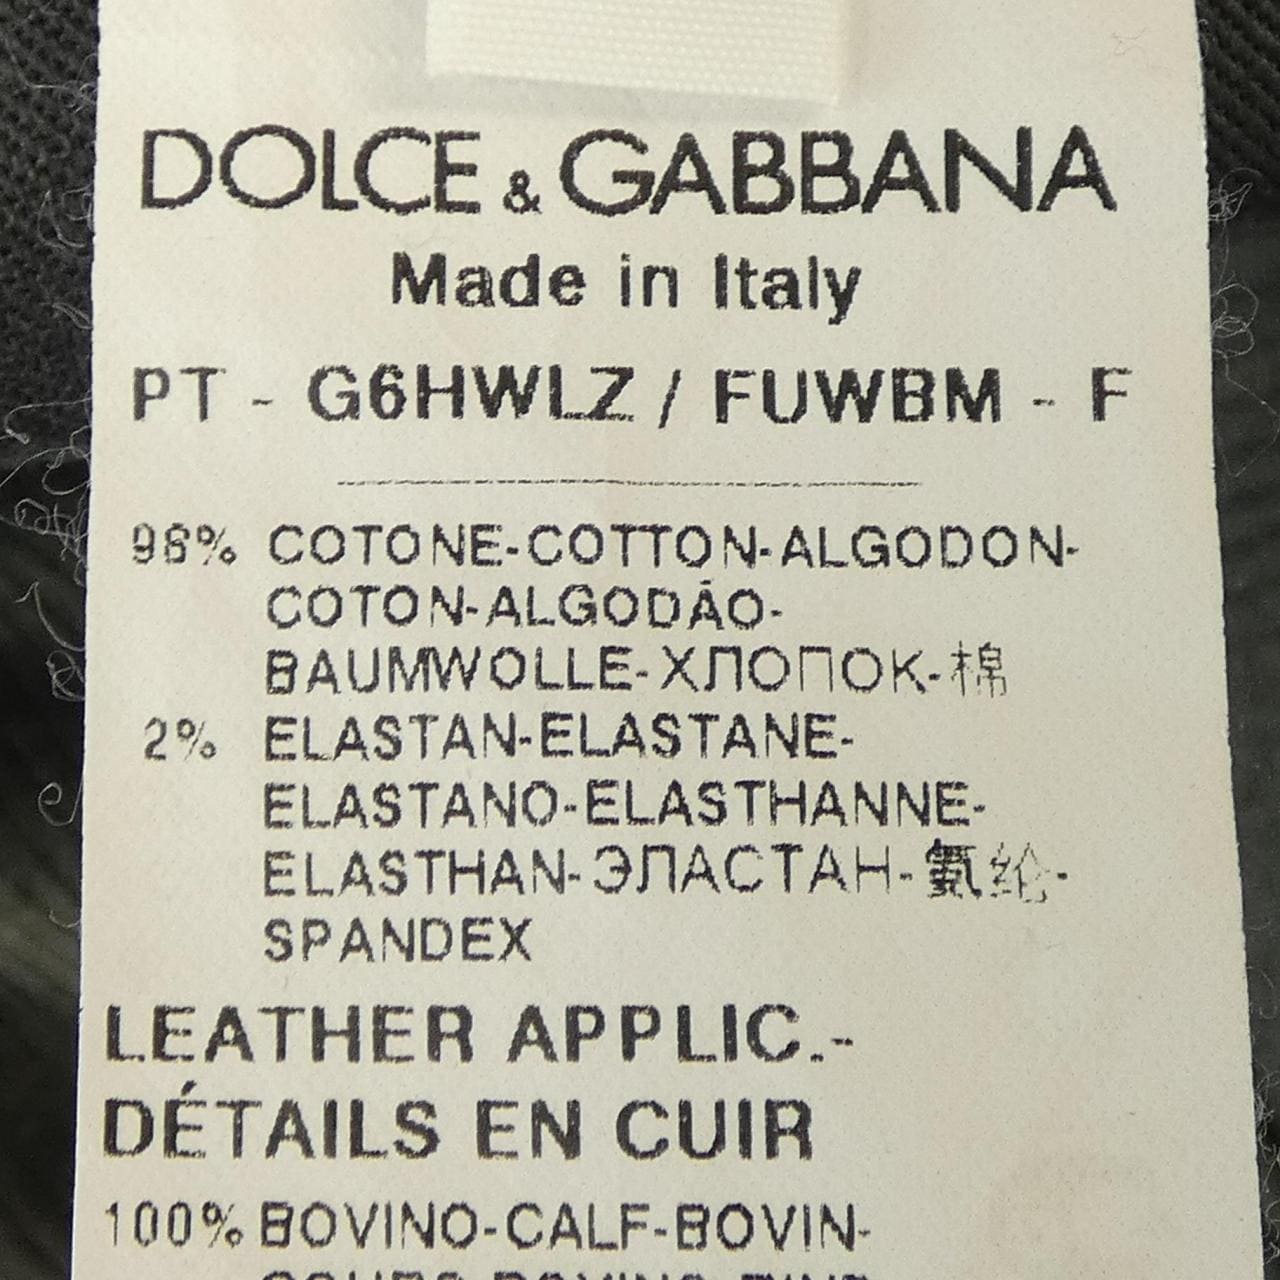 DOLCE & GABBANA
Made in Italy
PT - G6HWLZ / FUWBM - F
98% COTONE-COTTON-ALGODON-
COTON-ALGODÃO-
BAUMWOLLE-ХЛОПОК-棉
2% ELASTAN-ELASTANE-
ELASTANO-ELASTHANNE-
ELASTHAN-ЭЛАСТАН-氨纶-
SPANDEX
LEATHER APPLIC.-
DÉTAILS EN CUIR
100% BOVINO-CALF-BOVIN-